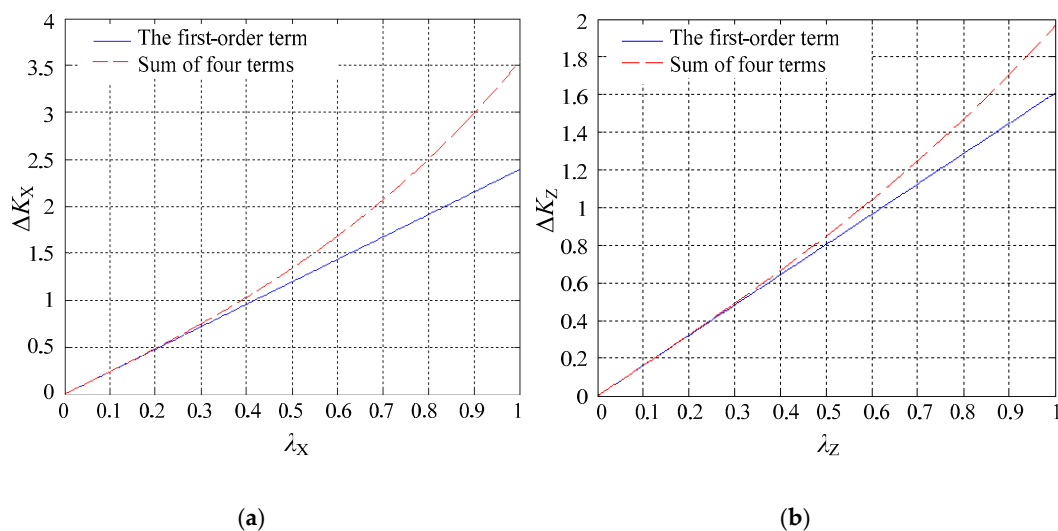 4
3.5
3
2.5
2
1.5
1
0.5
0
The first-order term
Sum of four terms
ΔK_X
0 0.1 0.2 0.3 0.4 0.5 0.6 0.7 0.8 0.9 1
λ_X
(a)
2
1.8
1.6
1.4
1.2
1
0.8
0.6
0.4
0.2
0
The first-order term
Sum of four terms
ΔK_Z
0 0.1 0.2 0.3 0.4 0.5 0.6 0.7 0.8 0.9 1
λ_Z
(b)